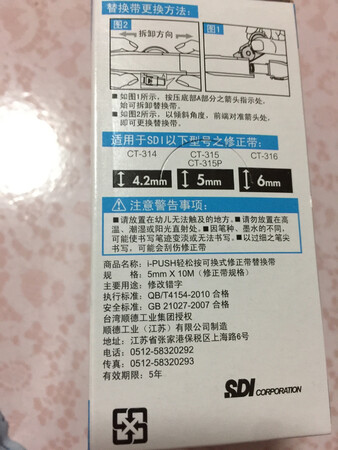 替换带更换方法:
图2
拆卸方向
图1
■如图1所示，按压底部A部分之箭头指示处，
始可拆卸替换带。
■如图2所示，以倾斜角度，前端对准箭头处，
即可更换替换带。
适用于SDI以下型号之修正带
CT-314
CT-315
CT-315P
CT-316
4.2mm
5mm
6mm
注意警告事项:
■请放置在幼儿无法触及的地方。■请勿放置在高
温、潮湿或阳光直射处。■因笔种、墨水的不同，
可能使书写笔迹变淡或无法书写。■以过细之笔尖
书写，可能会刮破修正带。
商品名称: i-PUSH轻松按可换式修正带替换带
规　　格: 5mm X 10M（修正带规格）
主要用途: 修改错字
执行标准: QB/T4154-2010 合格
安全标准: GB 21027-2007 合格
台湾顺德工业集团授权
顺德工业（江苏）有限公司制造
地址: 江苏省张家港保税区上海路6号
电话: 0512-58320292
传真: 0512-58320293
有效期限: 5年
SDI CORPORATION